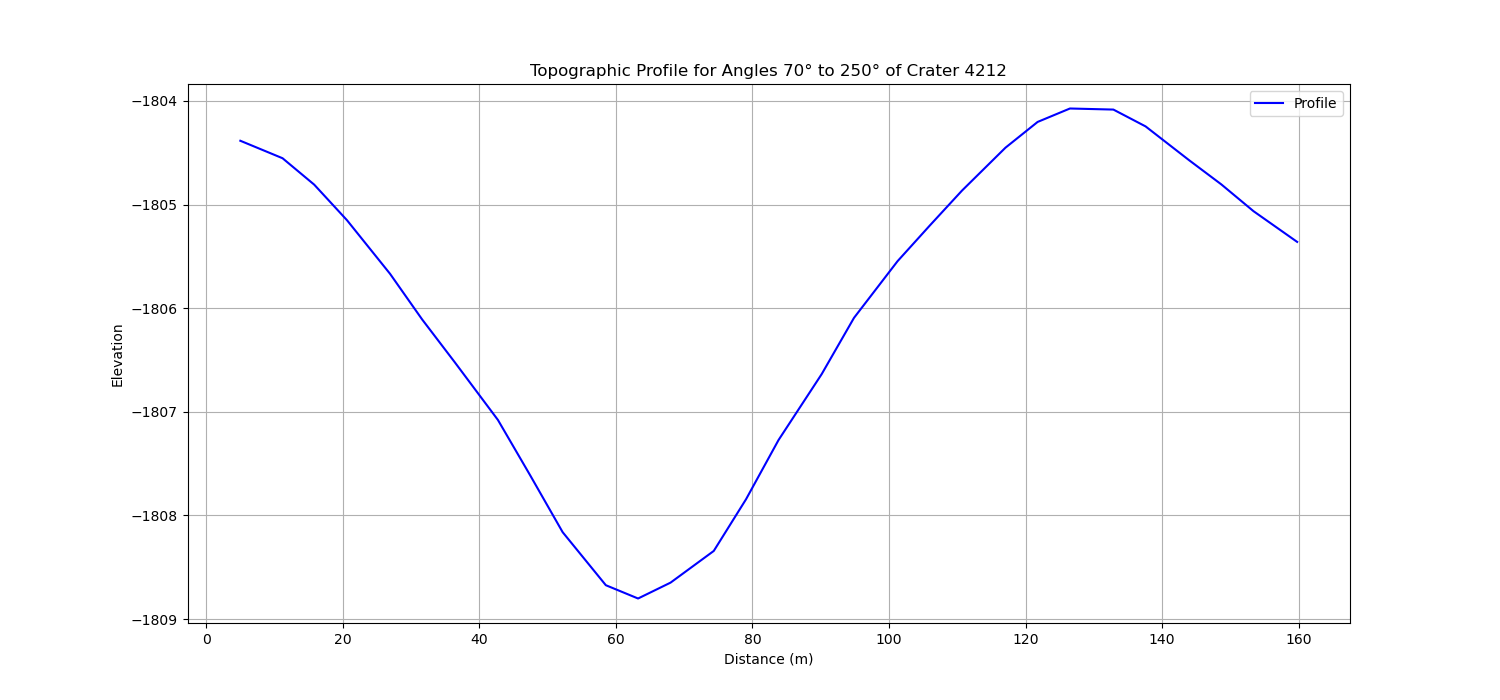 Topographic Profile for Angles 70° to 250° of Crater 4212
Profile
Elevation
−1804
−1805
−1806
−1807
−1808
−1809
0 20 40 60 80 100 120 140 160
Distance (m)